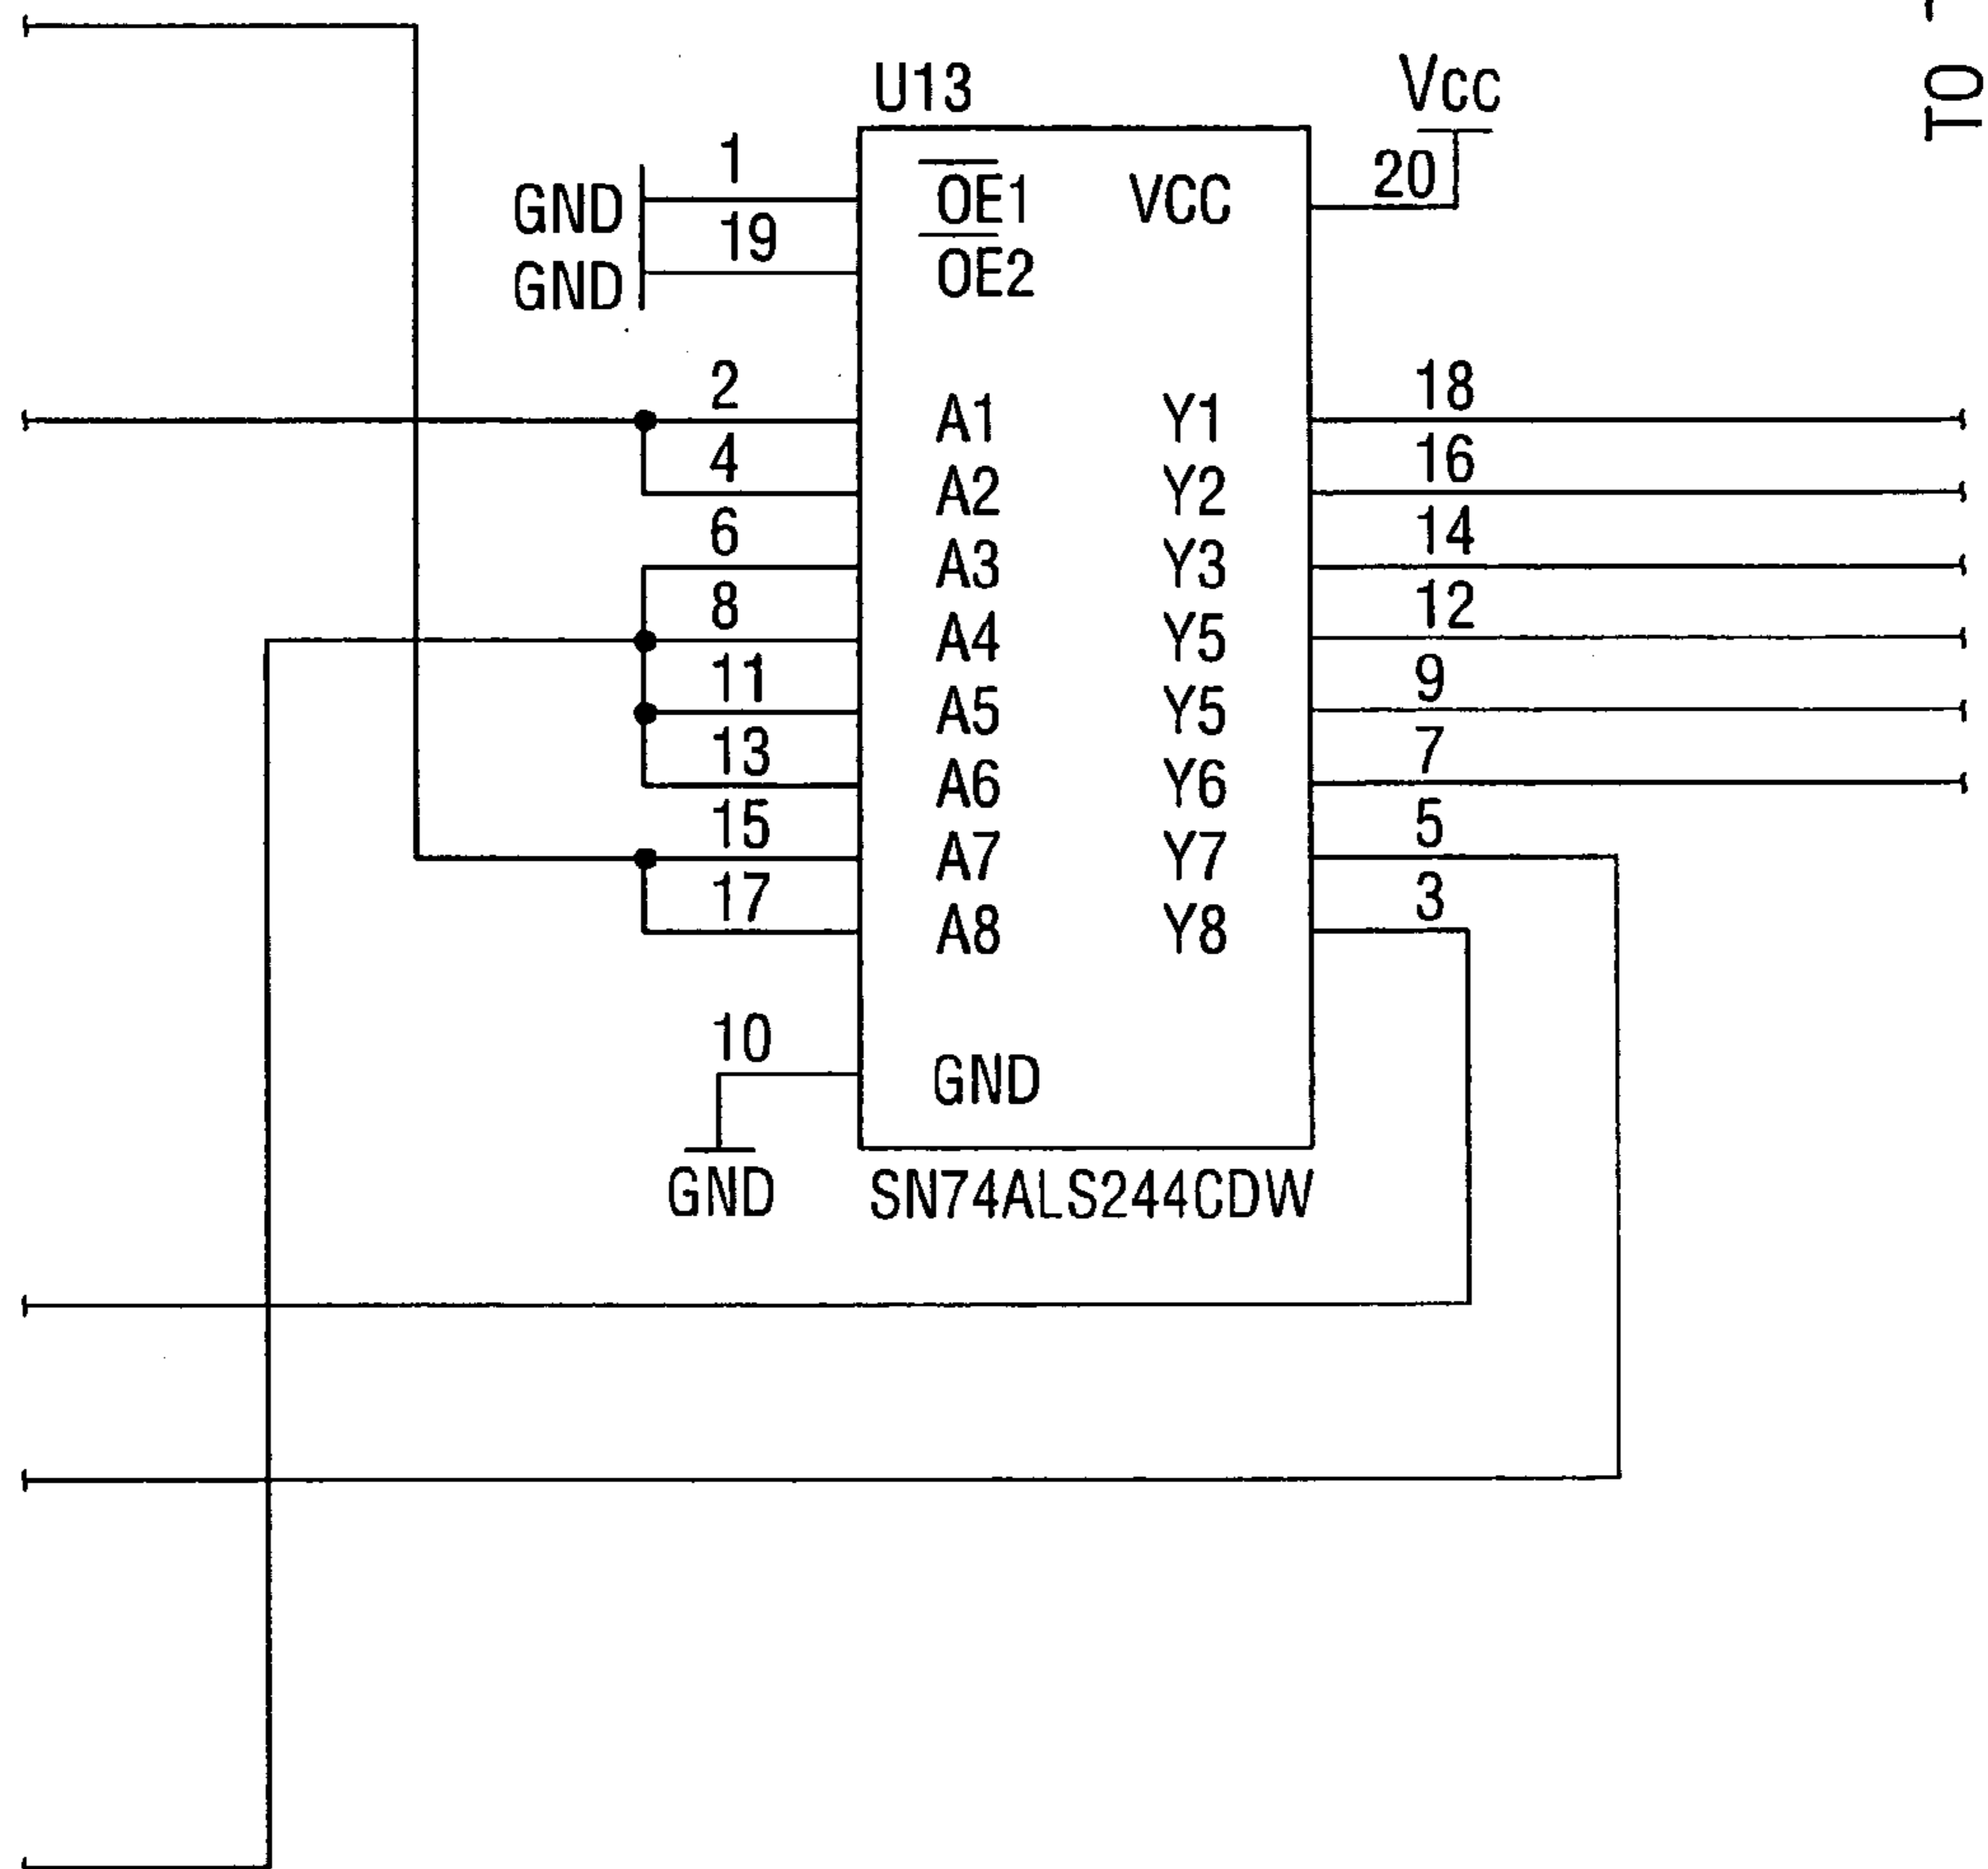 TO
U13
Vcc
1
OE1
VCC
20
GND
19
OE2
GND
2
A1
Y1
18
4
A2
Y2
16
6
A3
Y3
14
8
A4
Y5
12
11
A5
Y5
9
13
A6
Y6
7
15
A7
Y7
5
17
A8
Y8
3
10
GND
GND
SN74ALS244CDW